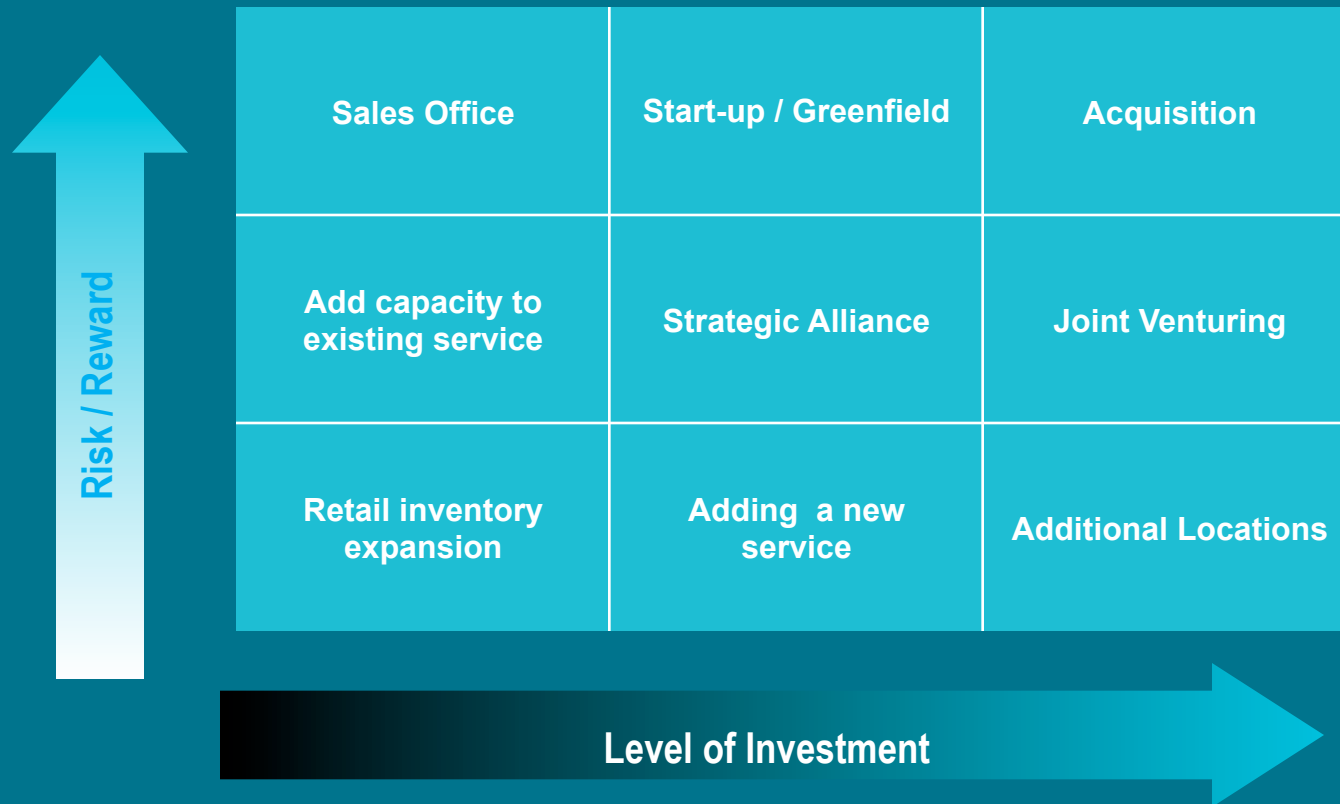 Sales Office
Start-up / Greenfield
Acquisition
Add capacity to
existing service
Strategic Alliance
Joint Venturing
Retail inventory
expansion
Adding  a new
service
Additional Locations
Risk / Reward
Level of Investment